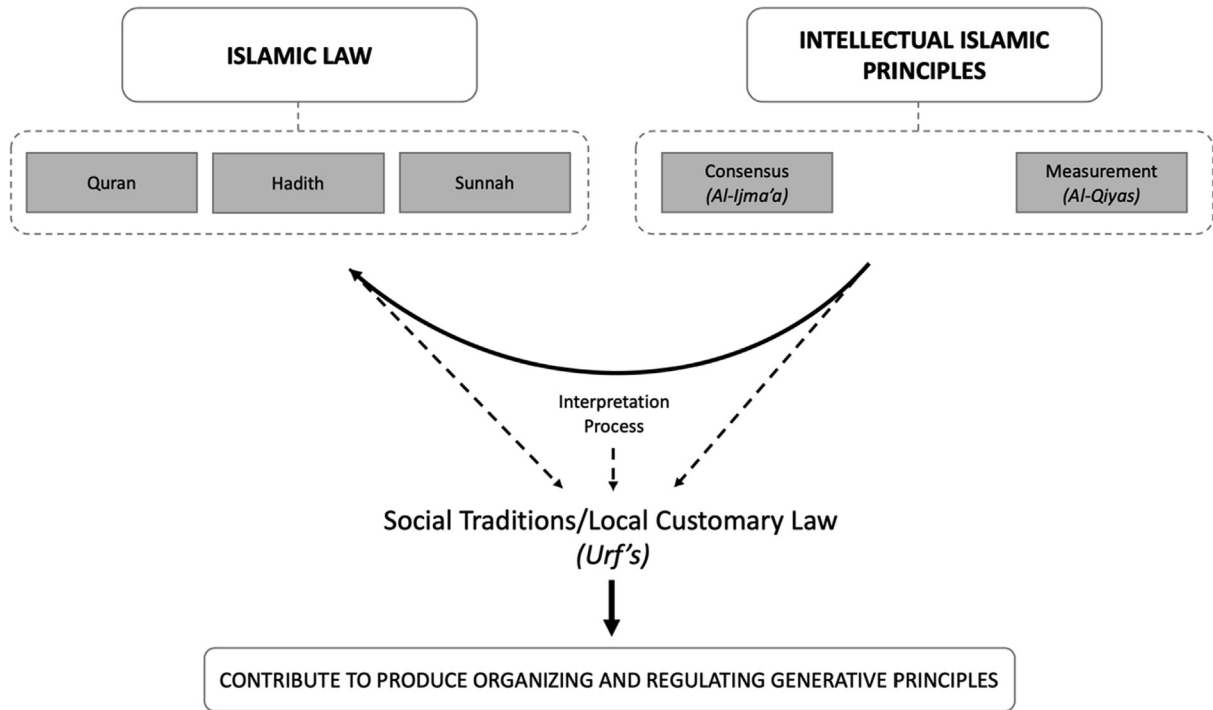 ISLAMIC LAW
INTELLECTUAL ISLAMIC
PRINCIPLES
Quran
Hadith
Sunnah
Consensus
(Al-Ijma’a)
Measurement
(Al-Qiyas)
Interpretation
Process
Social Traditions/Local Customary Law
(Urf’s)
CONTRIBUTE TO PRODUCE ORGANIZING AND REGULATING GENERATIVE PRINCIPLES